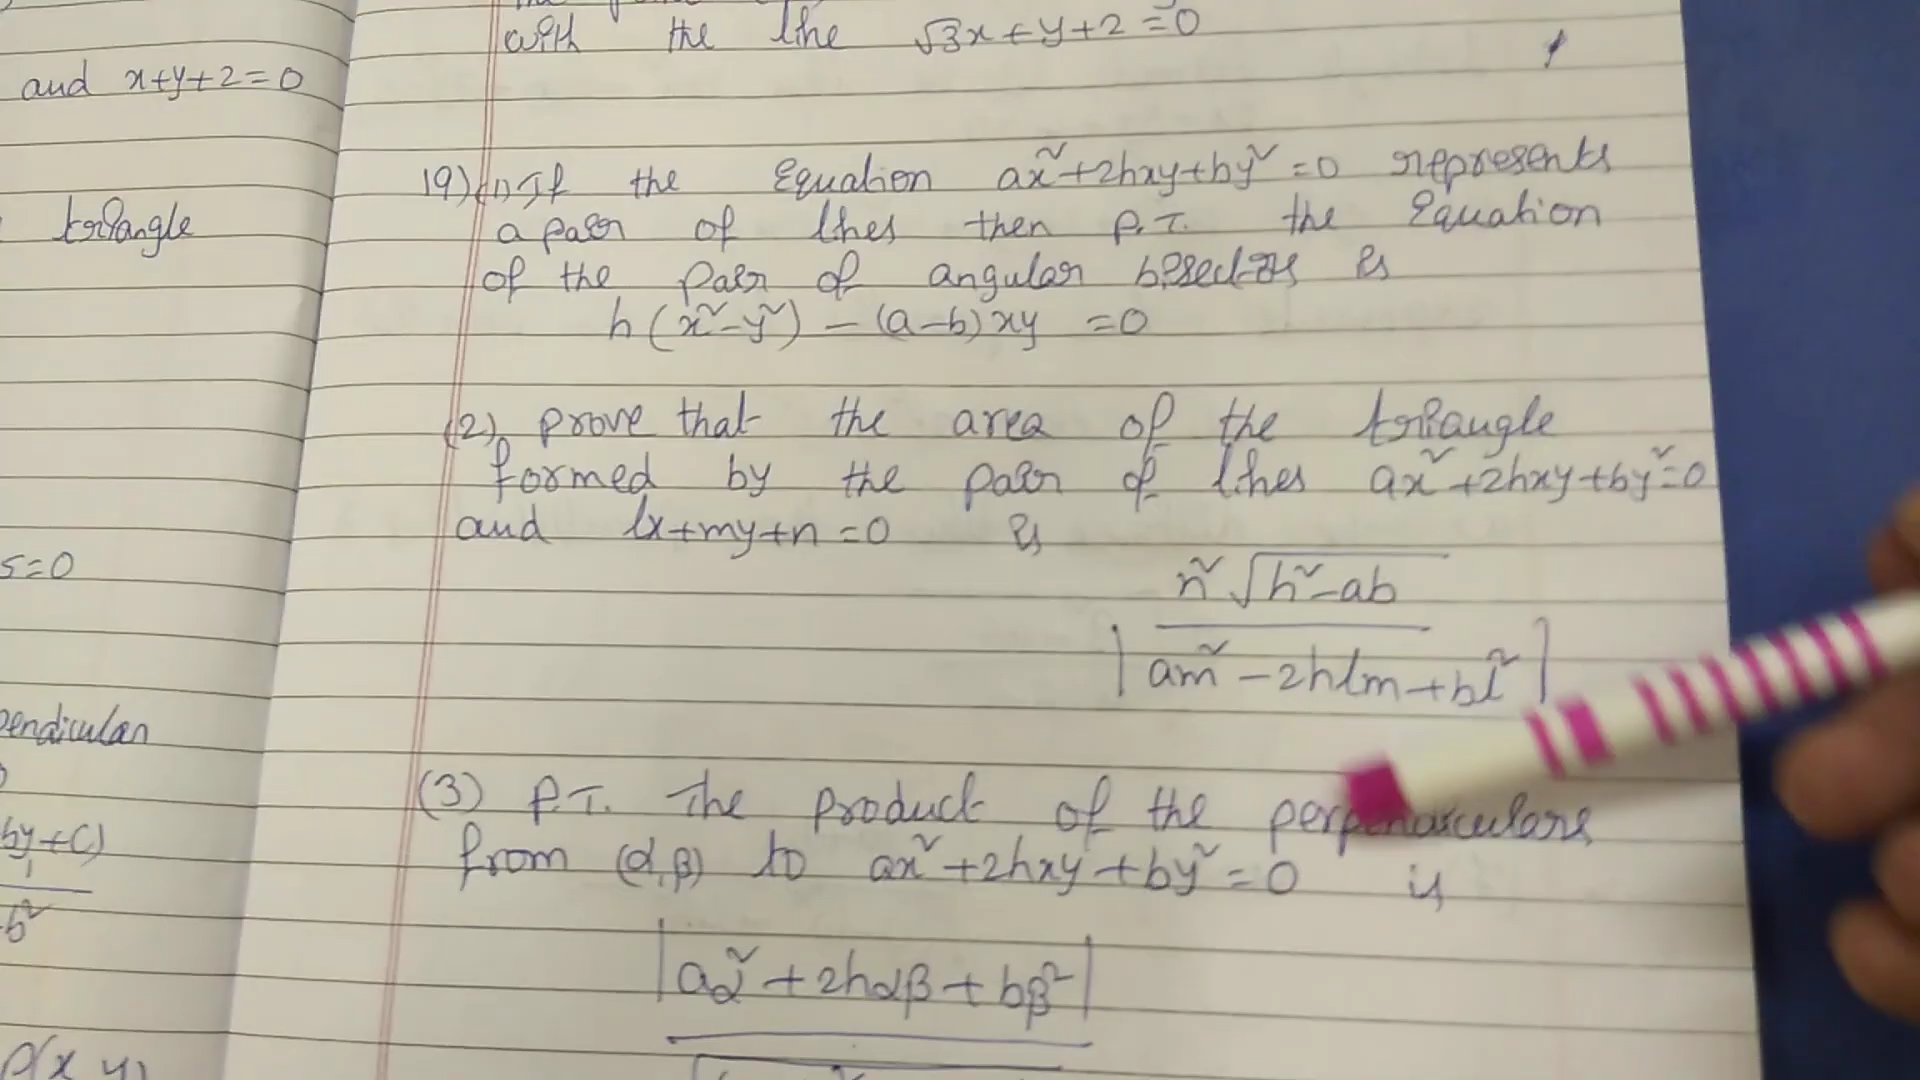 and x+y+2=0
triangle
s=0
pendicular
by+c)
b²
P(x y)
with the line √3x+y+2=0
19) (1) If the Equation ax²+2hxy+by²=0 represents
a pair of lines then P.T. the Equation
of the pair of angular bisectors is
h(x²-y²) - (a-b)xy = 0
(2) prove that the area of the triangle
formed by the pair of lines ax²+2hxy+by²=0
and lx+my+n=0 is
n²√h²-ab
|am²-2hlm+bl²|
(3) P.T. The product of the perpendiculars
from (α,β) to ax²+2hxy+by²=0 is
|aα²+2hαβ+bβ²|